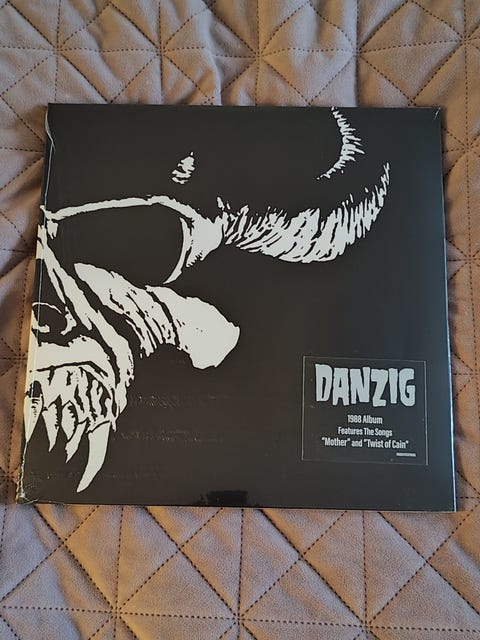 DANZIG
1988 Album
Features The Songs
"Mother" and "Twist of Cain"